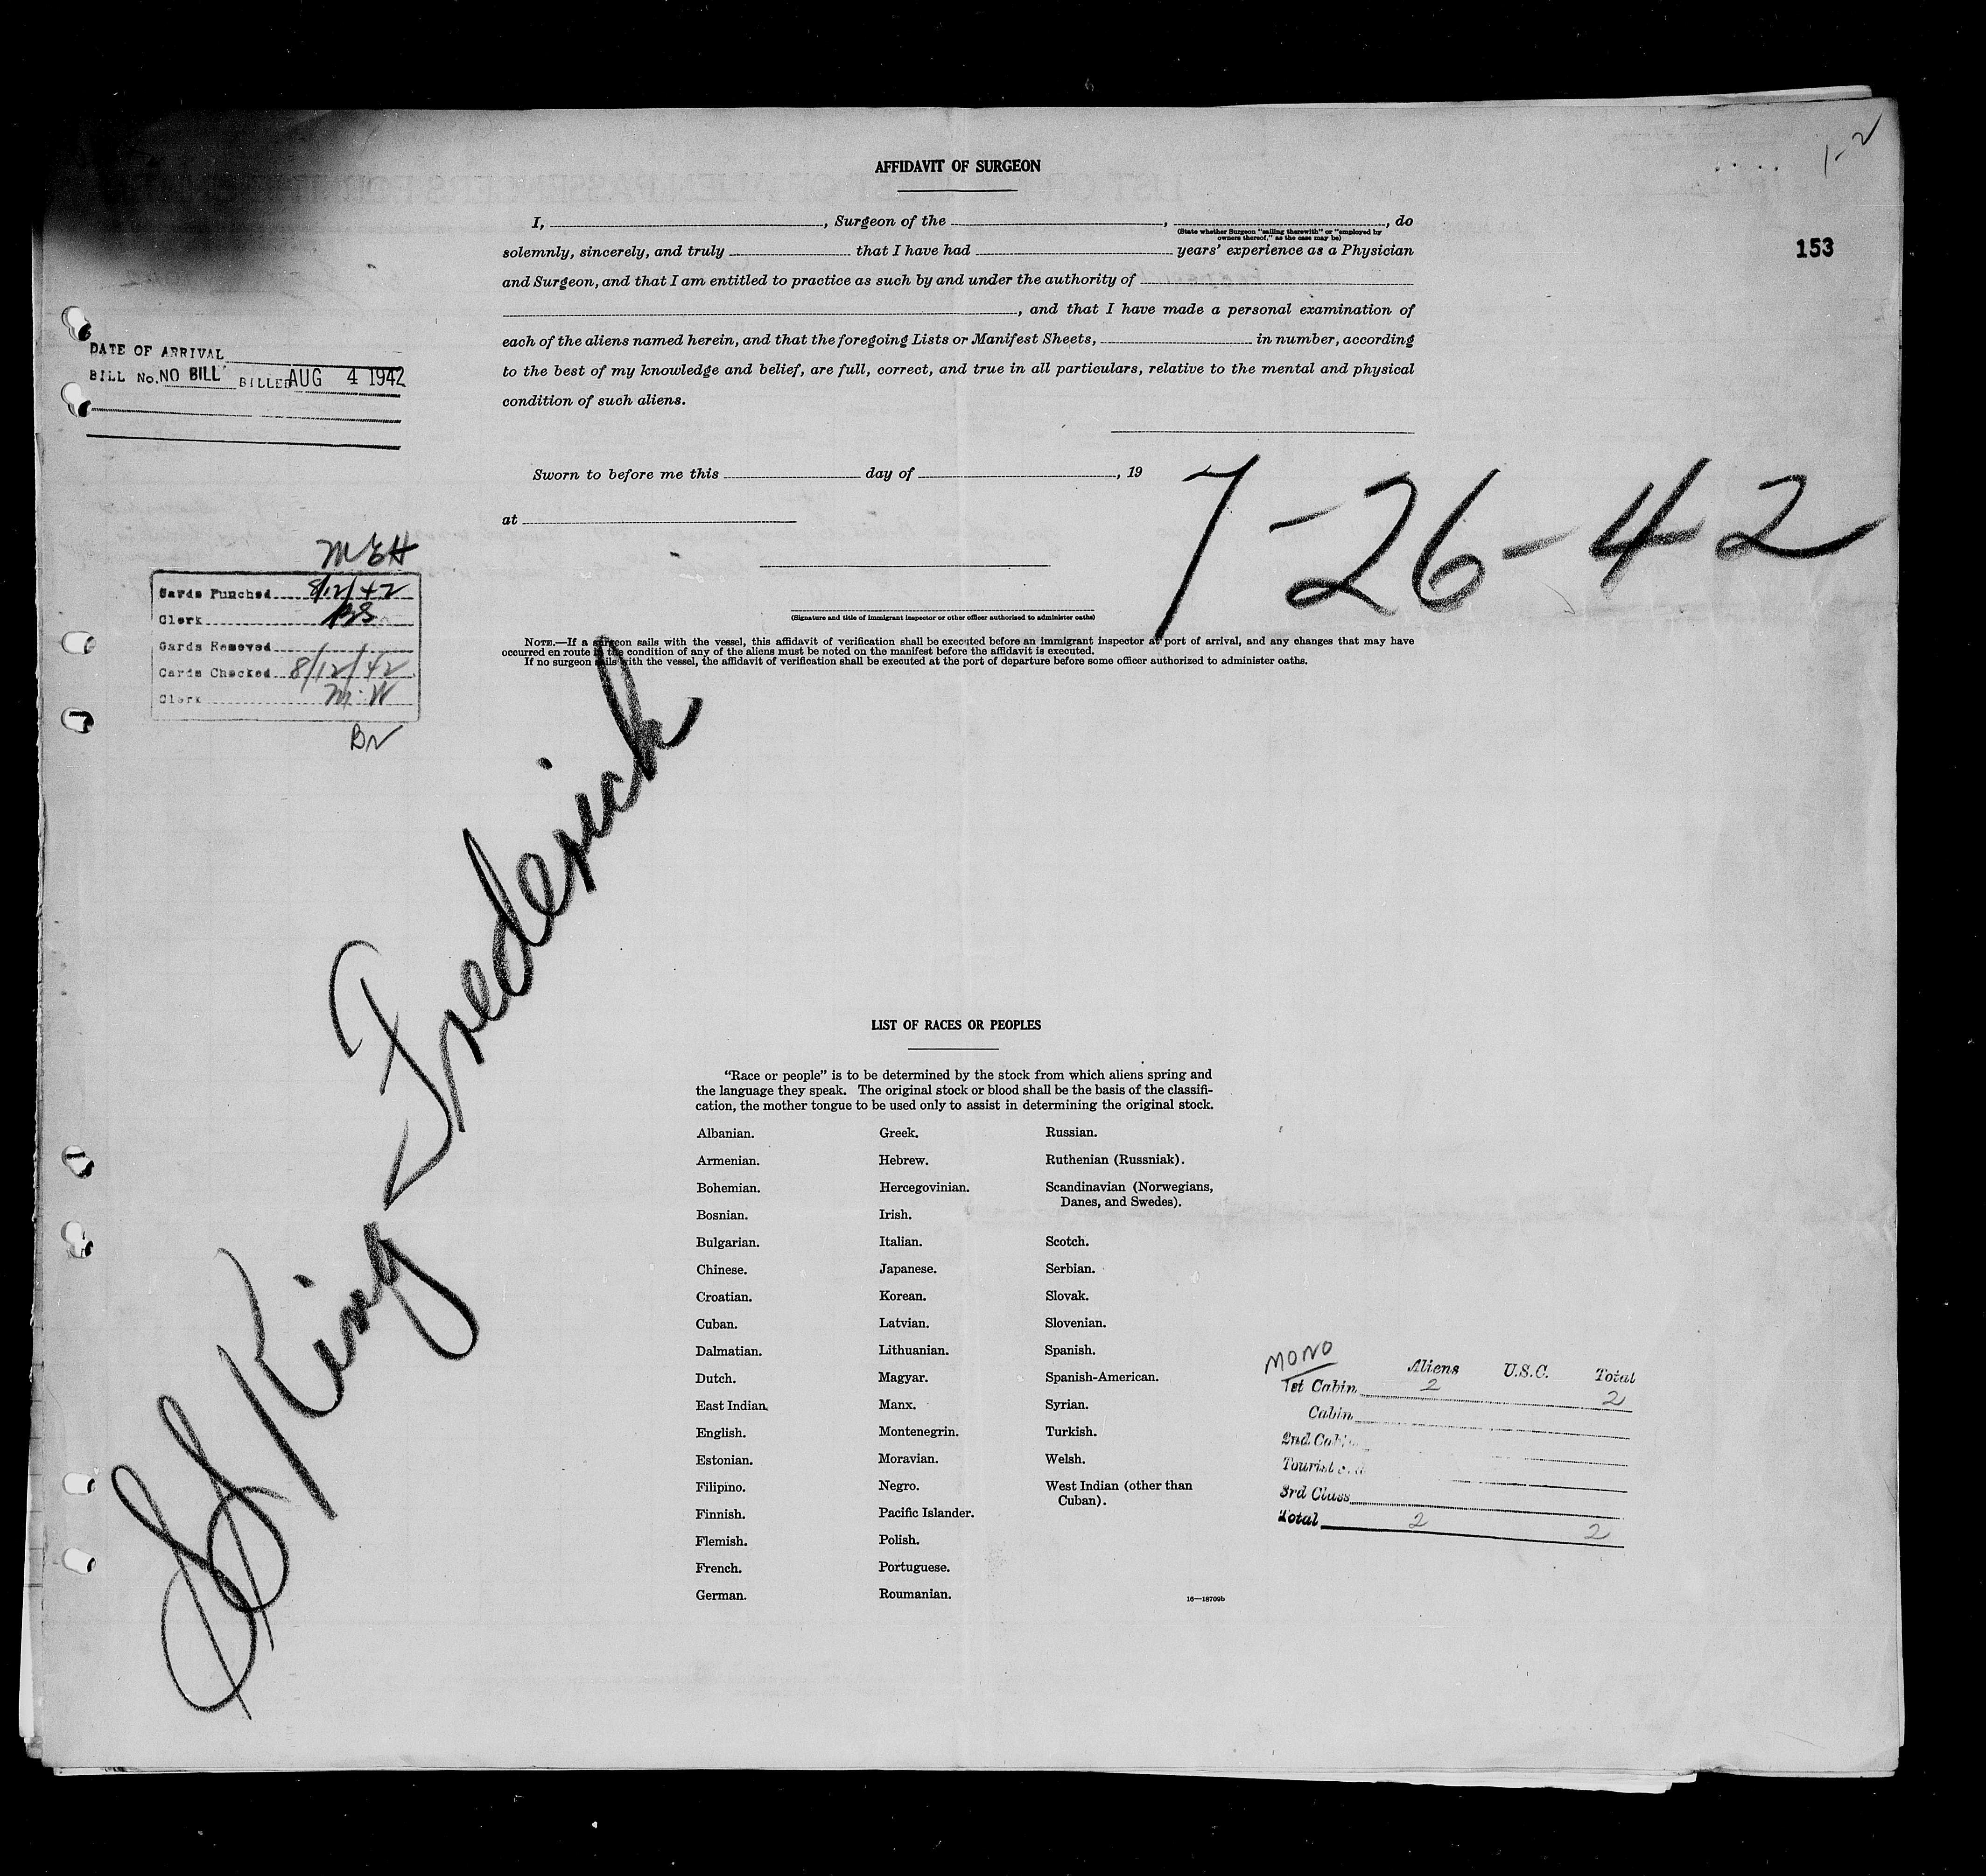 1-2
AFFIDAVIT OF SURGEON
153
I, , Surgeon of the , , do
(State whether Surgeon "sailing therewith" or "employed by
owners thereof," as the case may be)
solemnly, sincerely, and truly that I have had years' experience as a Physician
and Surgeon, and that I am entitled to practice as such by and under the authority of
, and that I have made a personal examination of
each of the aliens named herein, and that the foregoing Lists or Manifest Sheets, in number, according
to the best of my knowledge and belief, are full, correct, and true in all particulars, relative to the mental and physical
condition of such aliens.
Sworn to before me this day of , 19
at
(Signature and title of immigrant inspector or other officer authorized to administer oaths)
NOTE.—If a surgeon sails with the vessel, this affidavit of verification shall be executed before an immigrant inspector at port of arrival, and any changes that may have
occurred en route in the condition of any of the aliens must be noted on the manifest before the affidavit is executed.
If no surgeon sails with the vessel, the affidavit of verification shall be executed at the port of departure before some officer authorized to administer oaths.
DATE OF ARRIVAL
BILL No. NO BILL BILLED AUG 4 1942
7-26-42
MEH
Cards Punched 8/12/42
Clerk BS
Cards Removed
Cards Checked 8/12/42
Clerk M.W
Br
SS King Frederick
LIST OF RACES OR PEOPLES
"Race or people" is to be determined by the stock from which aliens spring and
the language they speak. The original stock or blood shall be the basis of the classifi-
cation, the mother tongue to be used only to assist in determining the original stock.
Albanian.
Armenian.
Bohemian.
Bosnian.
Bulgarian.
Chinese.
Croatian.
Cuban.
Dalmatian.
Dutch.
East Indian.
English.
Estonian.
Filipino.
Finnish.
Flemish.
French.
German.
Greek.
Hebrew.
Hercegovinian.
Irish.
Italian.
Japanese.
Korean.
Latvian.
Lithuanian.
Magyar.
Manx.
Montenegrin.
Moravian.
Negro.
Pacific Islander.
Polish.
Portuguese.
Roumanian.
Russian.
Ruthenian (Russniak).
Scandinavian (Norwegians,
Danes, and Swedes).
Scotch.
Serbian.
Slovak.
Slovenian.
Spanish.
Spanish-American.
Syrian.
Turkish.
Welsh.
West Indian (other than
Cuban).
16—18709b
MONO
Aliens U.S.C. Total
1st Cabin 2 2
Cabin
2nd Cabin
Tourist
3rd Class
Total 2 2